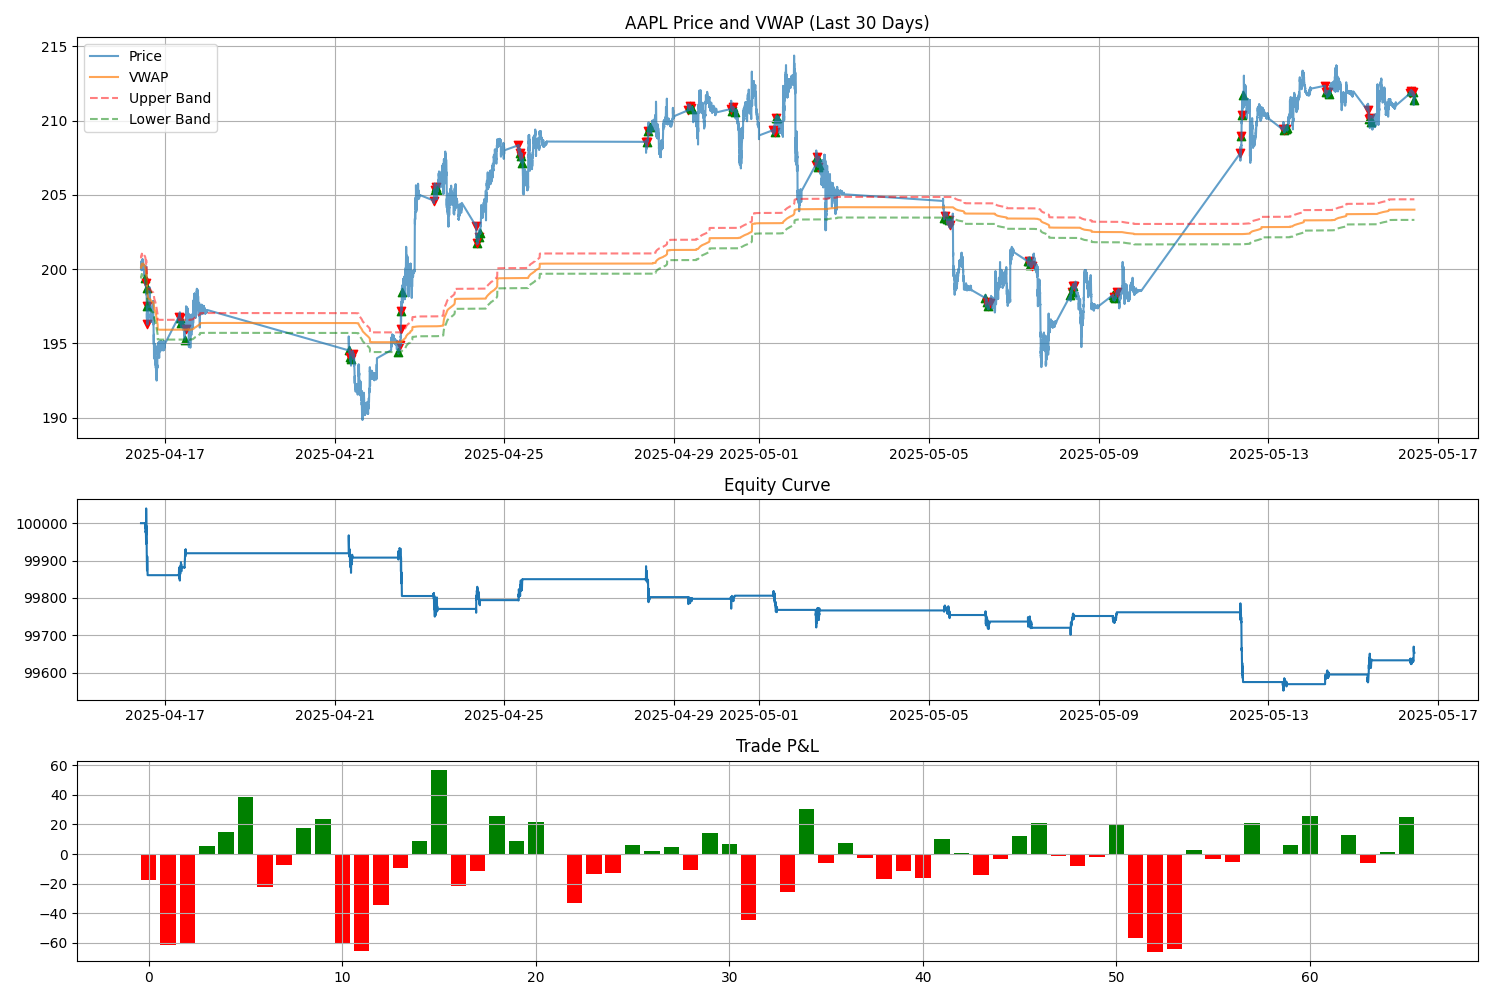 AAPL Price and VWAP (Last 30 Days)
215
210
205
200
195
190
Price
VWAP
Upper Band
Lower Band
2025-04-17 2025-04-21 2025-04-25 2025-04-29 2025-05-01 2025-05-05 2025-05-09 2025-05-13 2025-05-17
Equity Curve
100000
99900
99800
99700
99600
2025-04-17 2025-04-21 2025-04-25 2025-04-29 2025-05-01 2025-05-05 2025-05-09 2025-05-13 2025-05-17
Trade P&L
60
40
20
0
−20
−40
−60
0 10 20 30 40 50 60